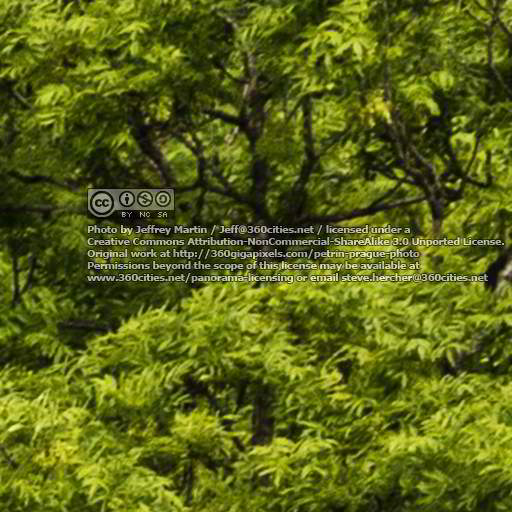 cc
BY NC SA
Photo by Jeffrey Martin / Jeff@360cities.net / licensed under a
Creative Commons Attribution-NonCommercial-ShareAlike 3.0 Unported License.
Original work at http://360gigapixels.com/petrin-prague-photo
Permissions beyond the scope of this license may be available at
www.360cities.net/panorama-licensing or email steve.hercher@360cities.net